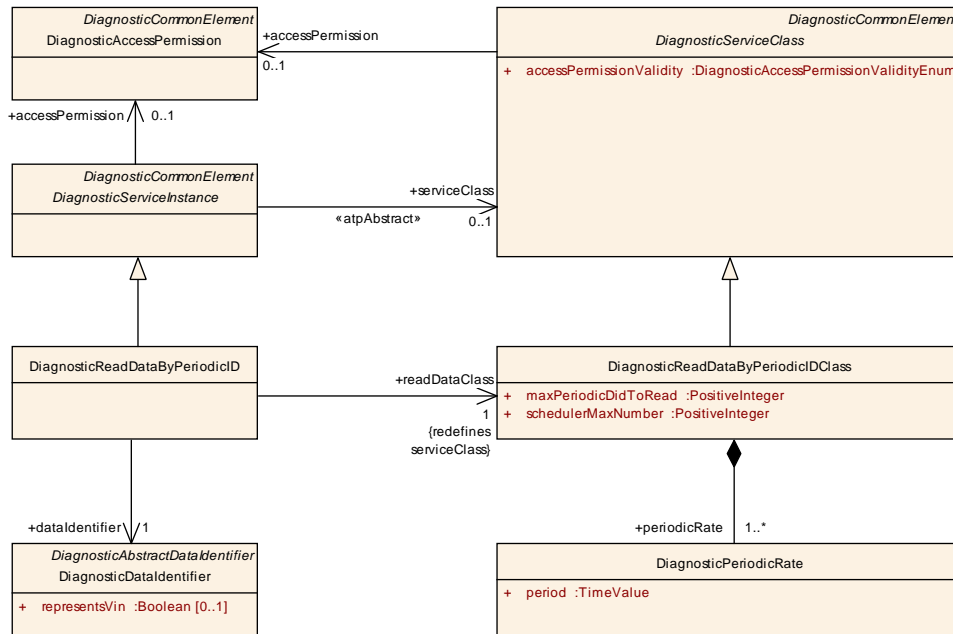 DiagnosticCommonElement
DiagnosticAccessPermission
+accessPermission
0..1
DiagnosticCommonElement
DiagnosticServiceClass
+ accessPermissionValidity :DiagnosticAccessPermissionValidityEnum
+accessPermission
0..1
DiagnosticCommonElement
DiagnosticServiceInstance
+serviceClass
«atpAbstract»
0..1
DiagnosticReadDataByPeriodicID
+readDataClass
1
{redefines
serviceClass}
DiagnosticReadDataByPeriodicIDClass
+ maxPeriodicDidToRead :PositiveInteger
+ schedulerMaxNumber :PositiveInteger
+dataIdentifier
1
+periodicRate
1..*
DiagnosticAbstractDataIdentifier
DiagnosticDataIdentifier
+ representsVin :Boolean [0..1]
DiagnosticPeriodicRate
+ period :TimeValue